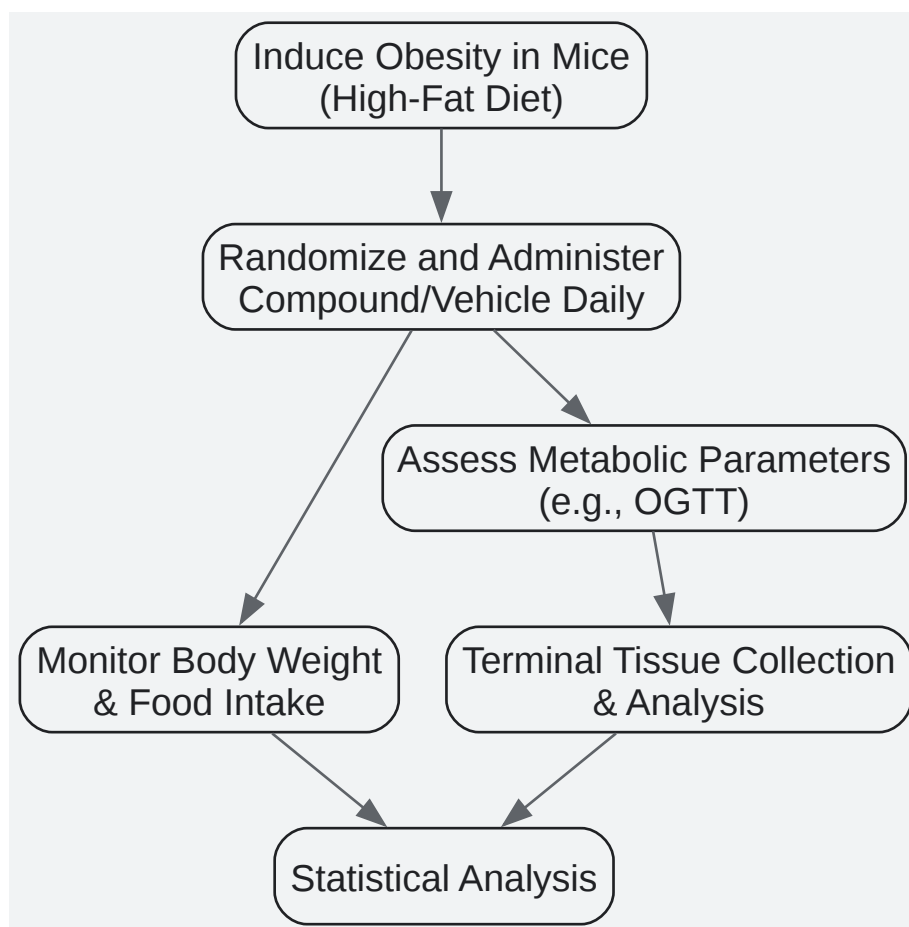 Induce Obesity in Mice
(High-Fat Diet)
Randomize and Administer
Compound/Vehicle Daily
Assess Metabolic Parameters
(e.g., OGTT)
Monitor Body Weight
& Food Intake
Terminal Tissue Collection
& Analysis
Statistical Analysis